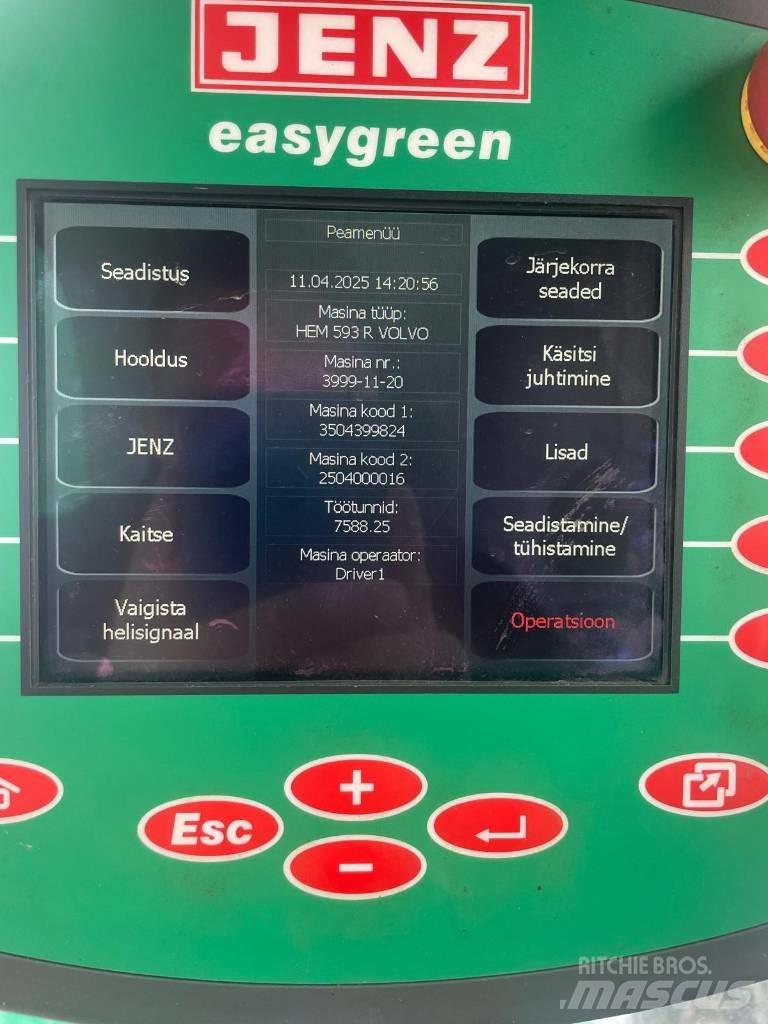 JENZ
easygreen
Peamenüü
11.04.2025 14:20:56
Masina tüüp:
HEM 593 R VOLVO
Masina nr.:
3999-11-20
Masina kood 1:
3504399824
Masina kood 2:
2504000016
Töötunnid:
7588.25
Masina operaator:
Driver1
Seadistus
Hooldus
JENZ
Kaitse
Vaigista
helisignaal
Järjekorra
seaded
Käsitsi
juhtimine
Lisad
Seadistamine/
tühistamine
Operatsioon
+
Esc
-
RITCHIE BROS.
MASCUS